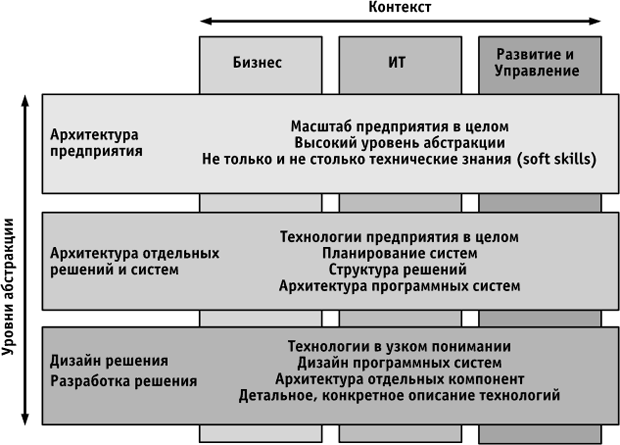 Контекст
Бизнес
ИТ
Развитие и
Управление
Уровни абстракции
Архитектура
предприятия
Масштаб предприятия в целом
Высокий уровень абстракции
Не только и не столько технические знания (soft skills)
Архитектура отдельных
решений и систем
Технологии предприятия в целом
Планирование систем
Структура решений
Архитектура программных систем
Дизайн решения
Разработка решения
Технологии в узком понимании
Дизайн программных систем
Архитектура отдельных компонент
Детальное, конкретное описание технологий